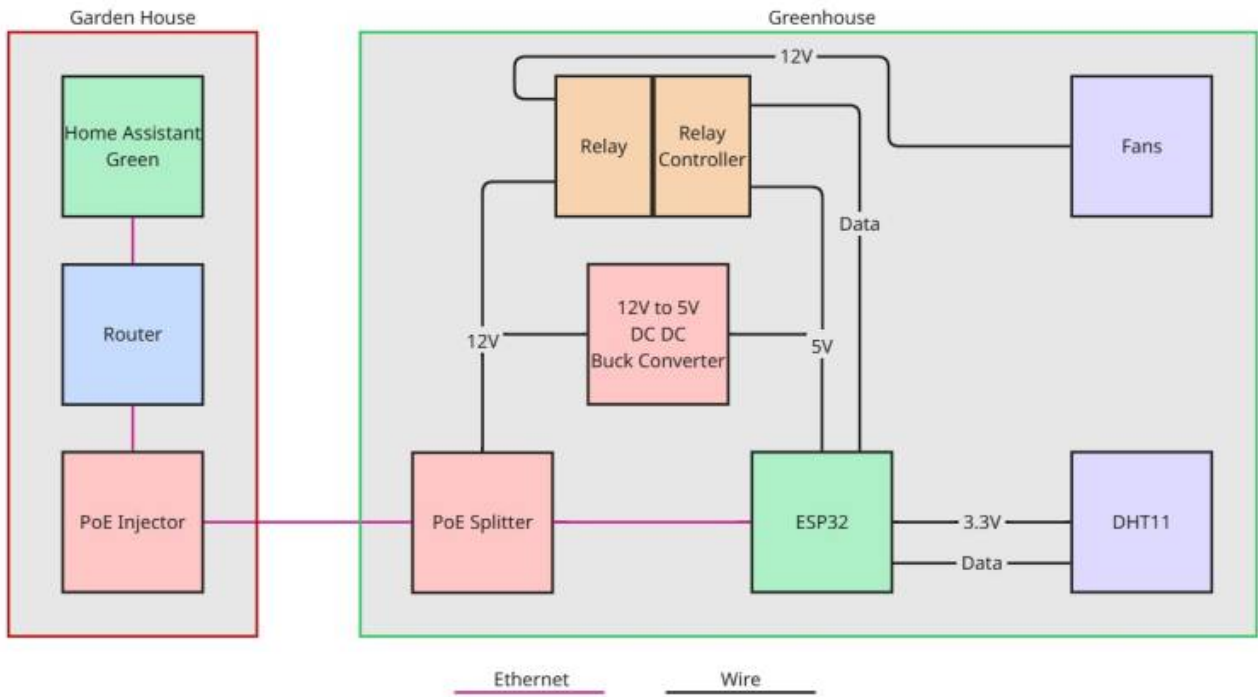 Garden House
Greenhouse
12V
Home Assistant
Green
Relay
Relay
Controller
Fans
Data
Router
12V to 5V
DC DC
Buck Converter
12V
5V
PoE Injector
PoE Splitter
ESP32
3.3V
DHT11
Data
Ethernet
Wire